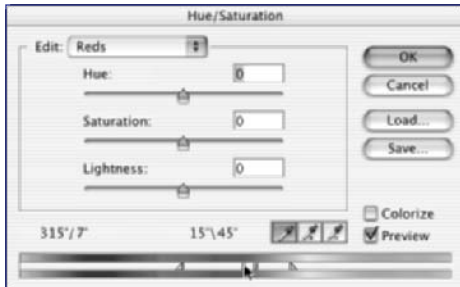 Hue/Saturation
Edit: Reds
OK
Hue: 0
Cancel
Saturation: 0
Load...
Save...
Lightness: 0
Colorize
315°/7° 15°\45°
Preview